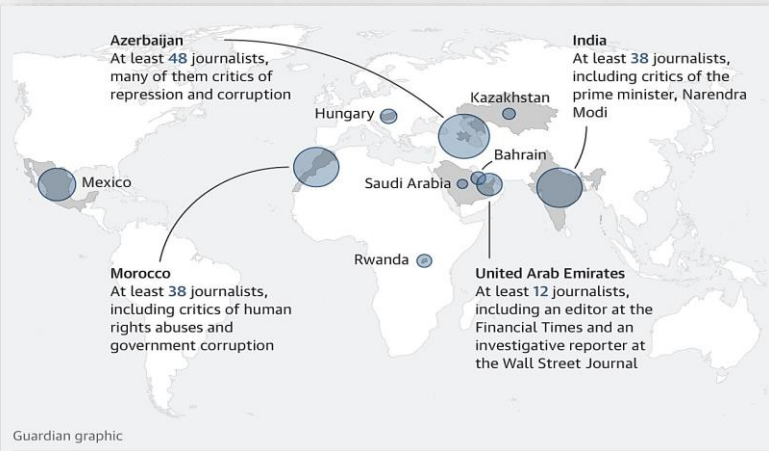 Azerbaijan
At least 48 journalists,
many of them critics of
repression and corruption
India
At least 38 journalists,
including critics of the
prime minister, Narendra
Modi
Kazakhstan
Hungary
Bahrain
Mexico
Saudi Arabia
Rwanda
Morocco
At least 38 journalists,
including critics of human
rights abuses and
government corruption
United Arab Emirates
At least 12 journalists,
including an editor at the
Financial Times and an
investigative reporter at
the Wall Street Journal
Guardian graphic